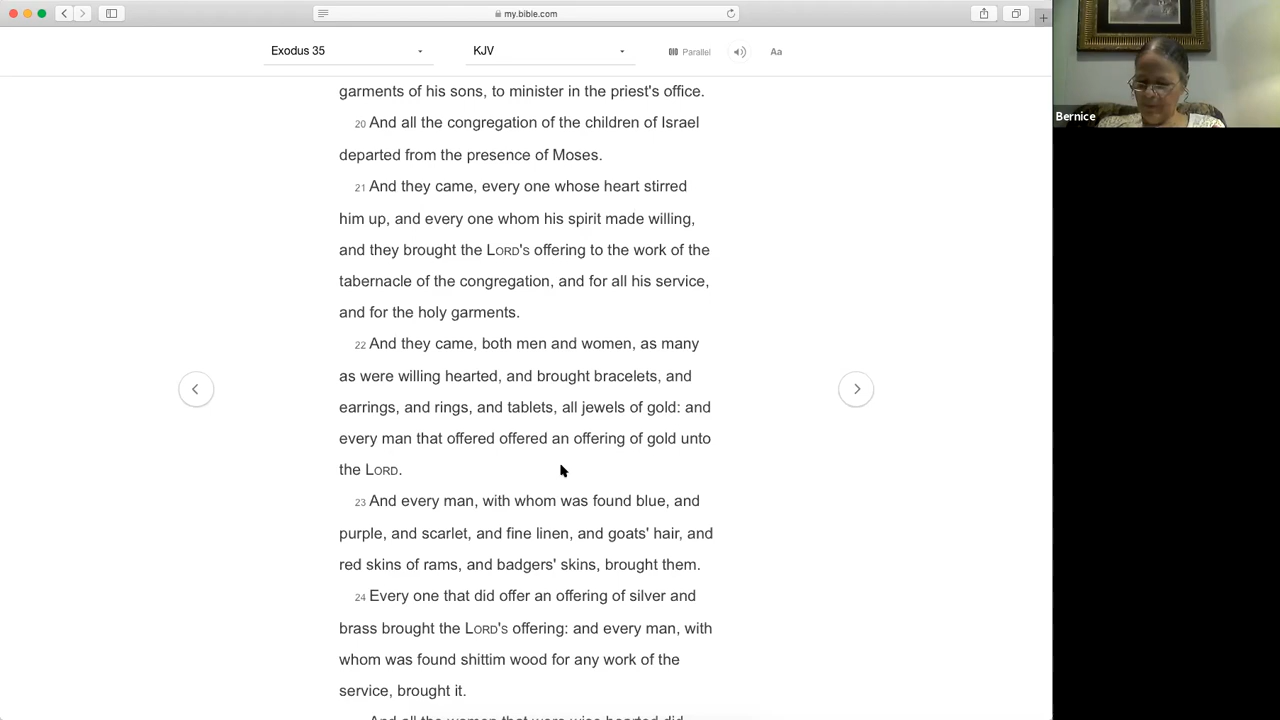 my.bible.com
Exodus 35
KJV
Parallel
Aa
Bernice
garments of his sons, to minister in the priest's office.
20 And all the congregation of the children of Israel
departed from the presence of Moses.
21 And they came, every one whose heart stirred
him up, and every one whom his spirit made willing,
and they brought the LORD'S offering to the work of the
tabernacle of the congregation, and for all his service,
and for the holy garments.
22 And they came, both men and women, as many
as were willing hearted, and brought bracelets, and
earrings, and rings, and tablets, all jewels of gold: and
every man that offered offered an offering of gold unto
the LORD.
23 And every man, with whom was found blue, and
purple, and scarlet, and fine linen, and goats' hair, and
red skins of rams, and badgers' skins, brought them.
24 Every one that did offer an offering of silver and
brass brought the LORD'S offering: and every man, with
whom was found shittim wood for any work of the
service, brought it.
And all the women that were wise hearted did